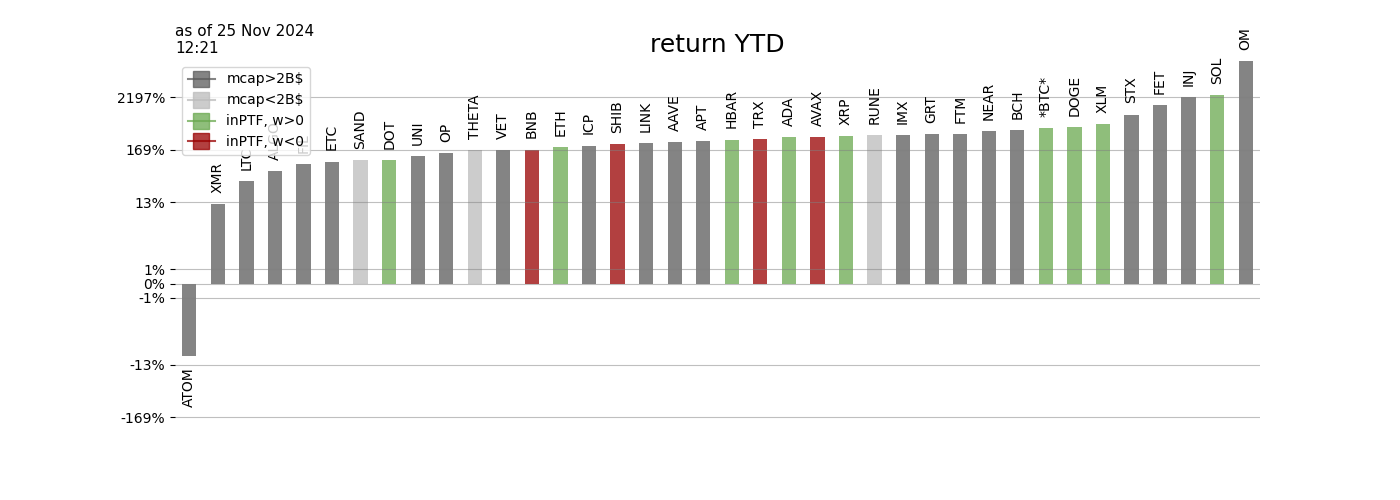 as of 25 Nov 2024
12:21
return YTD
mcap>2B$
mcap<2B$
inPTF, w>0
inPTF, w<0
2197%
169%
13%
1%
0%
-1%
-13%
-169%
ATOM
XMR
ETC
SAND
DOT
UNI
OP
THETA
VET
BNB
ETH
ICP
SHIB
LINK
AAVE
APT
HBAR
TRX
ADA
AVAX
XRP
RUNE
IMX
GRT
FTM
NEAR
BCH
*BTC*
DOGE
XLM
STX
FET
INJ
SOL
OM